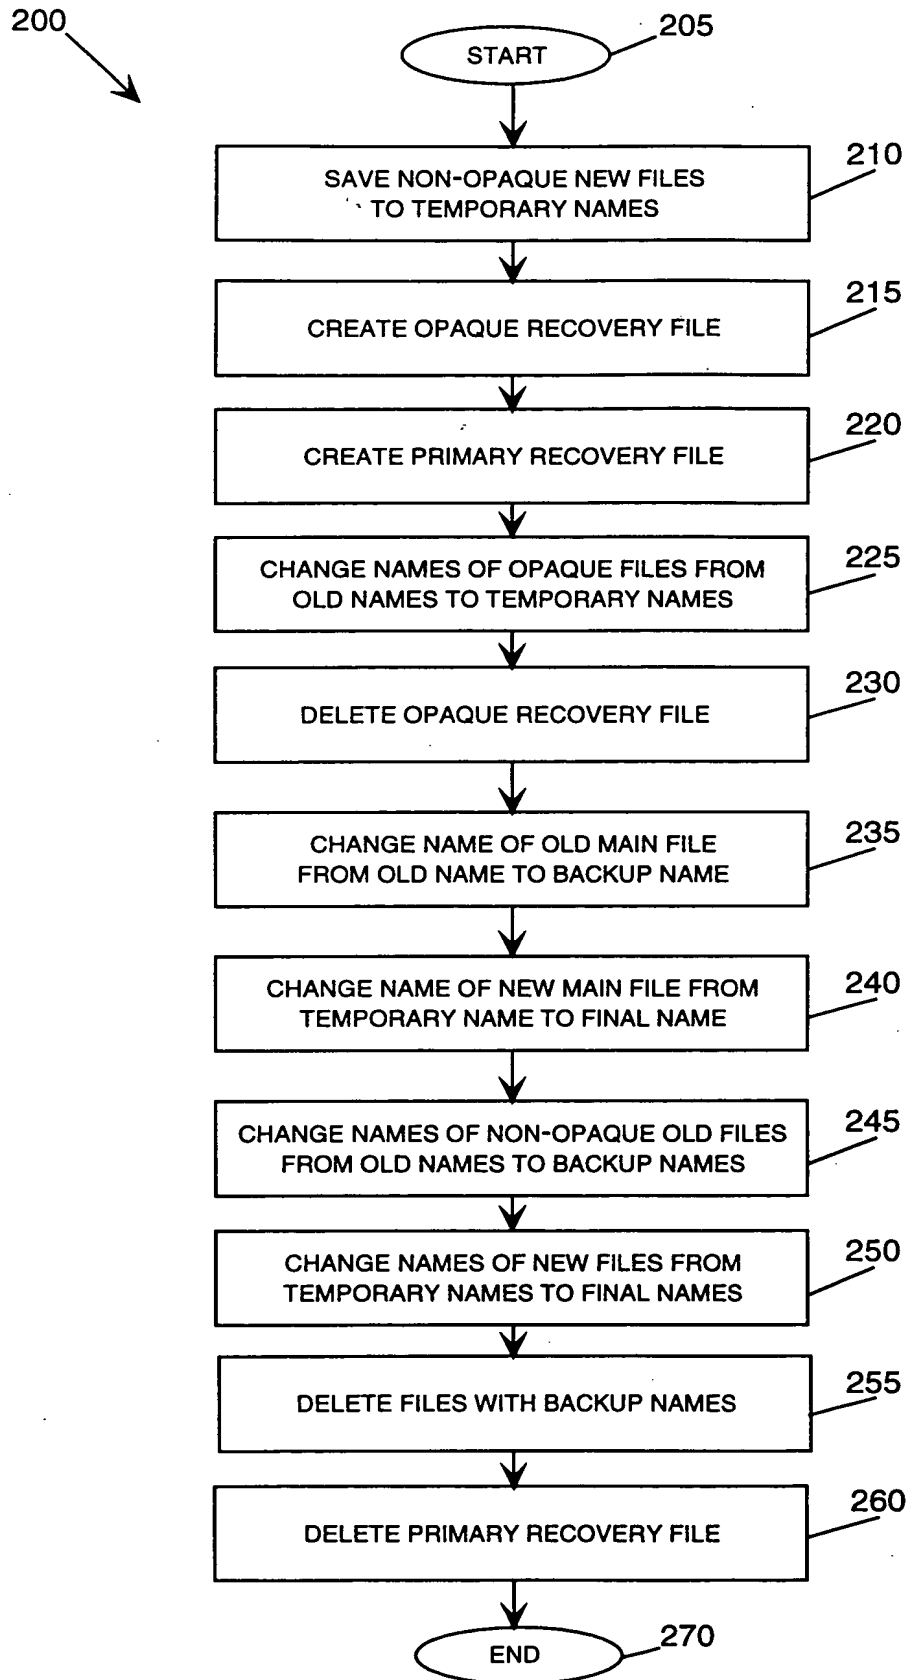 200
START
205
SAVE NON-OPAQUE NEW FILES
TO TEMPORARY NAMES
210
CREATE OPAQUE RECOVERY FILE
215
CREATE PRIMARY RECOVERY FILE
220
CHANGE NAMES OF OPAQUE FILES FROM
OLD NAMES TO TEMPORARY NAMES
225
DELETE OPAQUE RECOVERY FILE
230
CHANGE NAME OF OLD MAIN FILE
FROM OLD NAME TO BACKUP NAME
235
CHANGE NAME OF NEW MAIN FILE FROM
TEMPORARY NAME TO FINAL NAME
240
CHANGE NAMES OF NON-OPAQUE OLD FILES
FROM OLD NAMES TO BACKUP NAMES
245
CHANGE NAMES OF NEW FILES FROM
TEMPORARY NAMES TO FINAL NAMES
250
DELETE FILES WITH BACKUP NAMES
255
DELETE PRIMARY RECOVERY FILE
260
END
270